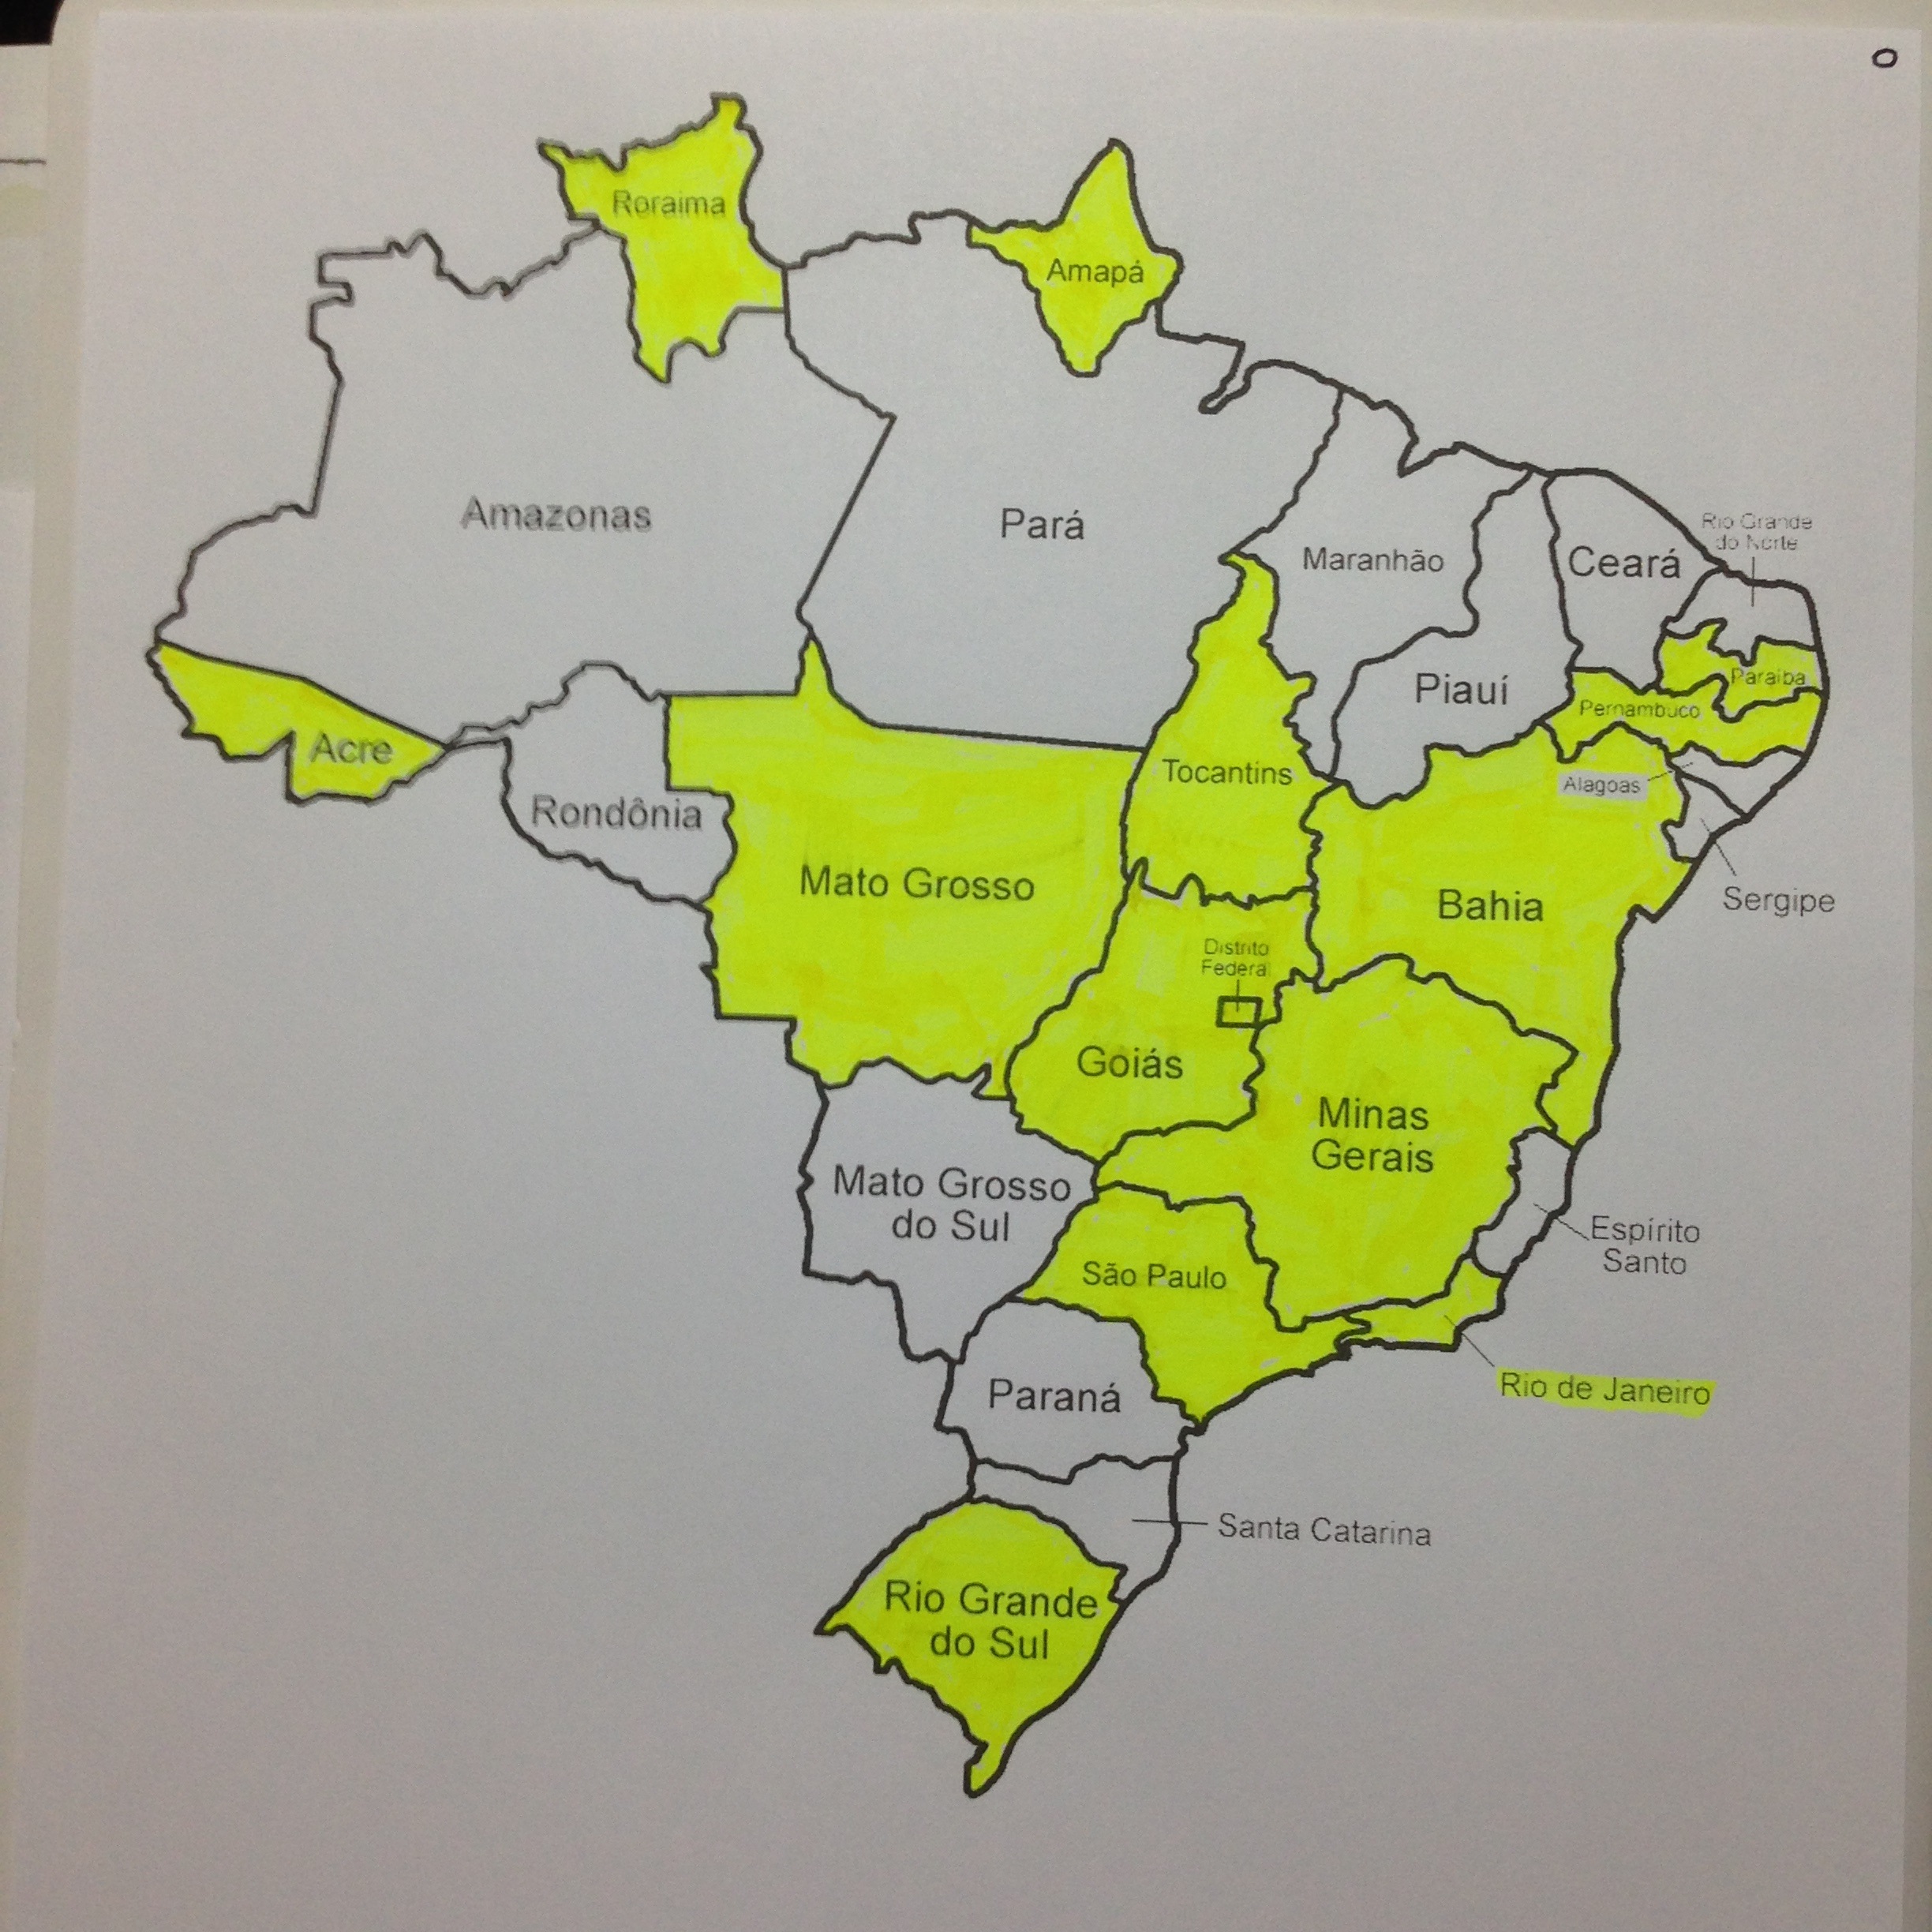 o
Roraima
Amapá
Amazonas
Pará
Maranhão
Ceará
Rio Grande
do Norte
Piauí
Paraíba
Pernambuco
Acre
Rondônia
Tocantins
Alagoas
Mato Grosso
Bahia
Sergipe
Distrito
Federal
Goiás
Minas
Gerais
Mato Grosso
do Sul
Espírito
Santo
São Paulo
Rio de Janeiro
Paraná
Santa Catarina
Rio Grande
do Sul